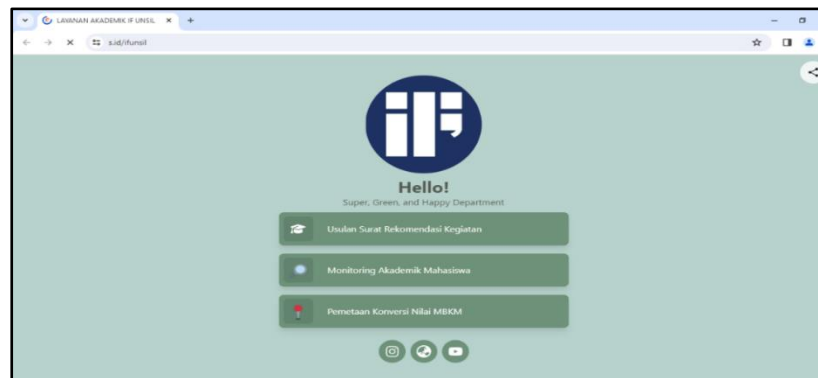 LAYANAN AKADEMIK IF UNSIL
s.id/ifunsil
iF
Hello!
Super, Green, and Happy Department
Usulan Surat Rekomendasi Kegiatan
Monitoring Akademik Mahasiswa
Pemetaan Konversi Nilai MBKM